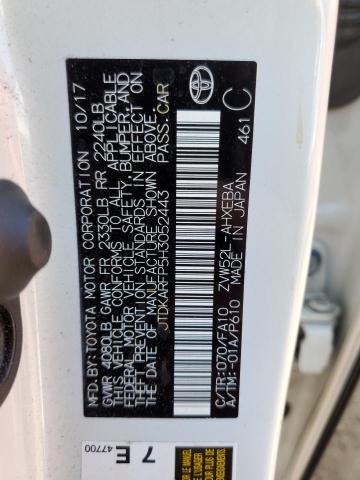 MFD.BY:TOYOTA MOTOR CORPORATION 10/17
GVWR 4080LB GAWR FR 2330LB RR 2240LB
THIS VEHICLE CONFORMS TO ALL APPLICABLE
FEDERAL MOTOR VEHICLE SAFETY, BUMPER, AND
THEFT PREVENTION STANDARDS IN EFFECT ON
THE DATE OF MANUFACTURE SHOWN ABOVE.
JTDKARFP5H3052443 PASS.CAR
C/TR:070/FA10 ZVW52L-AHXEBA
A/TM:-01A/P610 MADE IN JAPAN
461 C
TOYOTA
7 E
47700